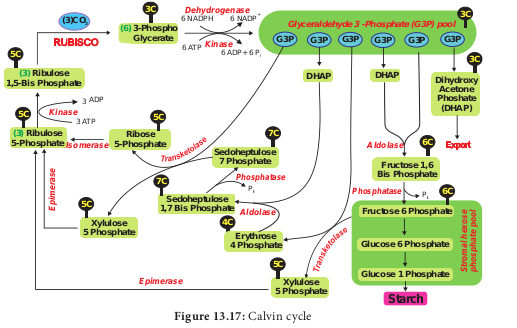 3C
(3)CO₂
RUBISCO
(6) 3-Phospho
Glycerate
Dehydrogenase
6 NADPH
6 NADP⁺
Kinase
6 ATP
6 ADP+6 Pᵢ
Glyceraldehyde 3 -Phosphate (G3P) pool
G3P
G3P
G3P
G3P
G3P
G3P
3C
DHAP
DHAP
Dihydroxy
Acetone
Phoshate
(DHAP)
Export
5C
(3) Ribulose
1,5-Bis Phosphate
3 ADP
Kinase
3 ATP
5C
(3) Ribulose
5-Phosphate
Isomerase
5C
Ribose
5-Phosphate
Transketolase
7C
Sedoheptulose
7 Phosphate
Phosphatase
Pᵢ
7C
Sedoheptulose
1,7 Bis Phosphate
Aldolase
4C
Erythrose
4 Phosphate
Aldolase
6C
Fructose 1,6
Bis Phosphate
Phosphatase
Pᵢ
6C
Fructose 6 Phosphate
Glucose 6 Phosphate
Glucose 1 Phosphate
Stromal hexose
phosphate pool
Starch
Epimerase
5C
Xylulose
5 Phosphate
Transketolase
Epimerase
5C
Xylulose
5 Phosphate
Figure 13.17: Calvin cycle